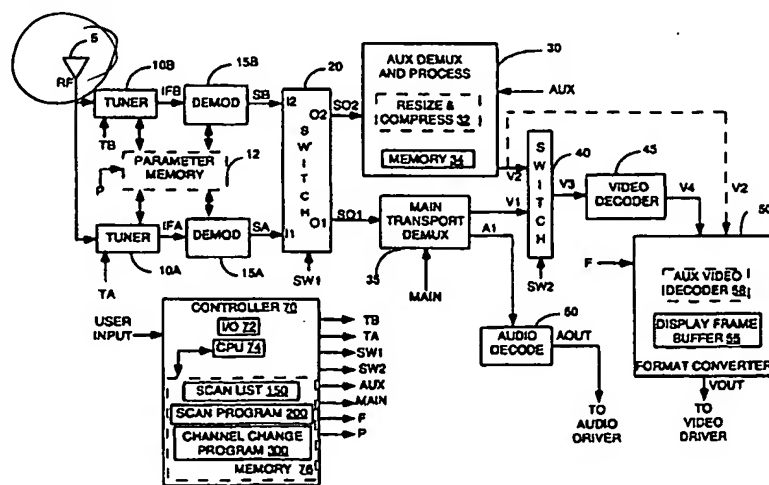 5
RF
10B
15B
20
30
TUNER
IFB
DEMOD
SB
I2
O2
SO2
AUX DEMUX
AND PROCESS
AUX
RESIZE &
COMPRESS 32
MEMORY 34
TB
P
PARAMETER
MEMORY
12
SWITCH
V2
SWITCH
40
45
V3
VIDEO
DECODER
V4
V2
50
TUNER
IFA
DEMOD
SA
I1
O1
SO1
MAIN
TRANSPORT
DEMUX
V1
A1
10A
15A
TA
SW1
35
MAIN
SW2
F
AUX VIDEO
DECODER 58
DISPLAY FRAME
BUFFER 55
FORMAT CONVERTER
VOUT
TO
VIDEO
DRIVER
60
AUDIO
DECODE
AOUT
TO
AUDIO
DRIVER
USER
INPUT
CONTROLLER 70
I/O 72
CPU 74
SCAN LIST 150
SCAN PROGRAM 200
CHANNEL CHANGE
PROGRAM 300
MEMORY 76
TB
TA
SW1
SW2
AUX
MAIN
F
P